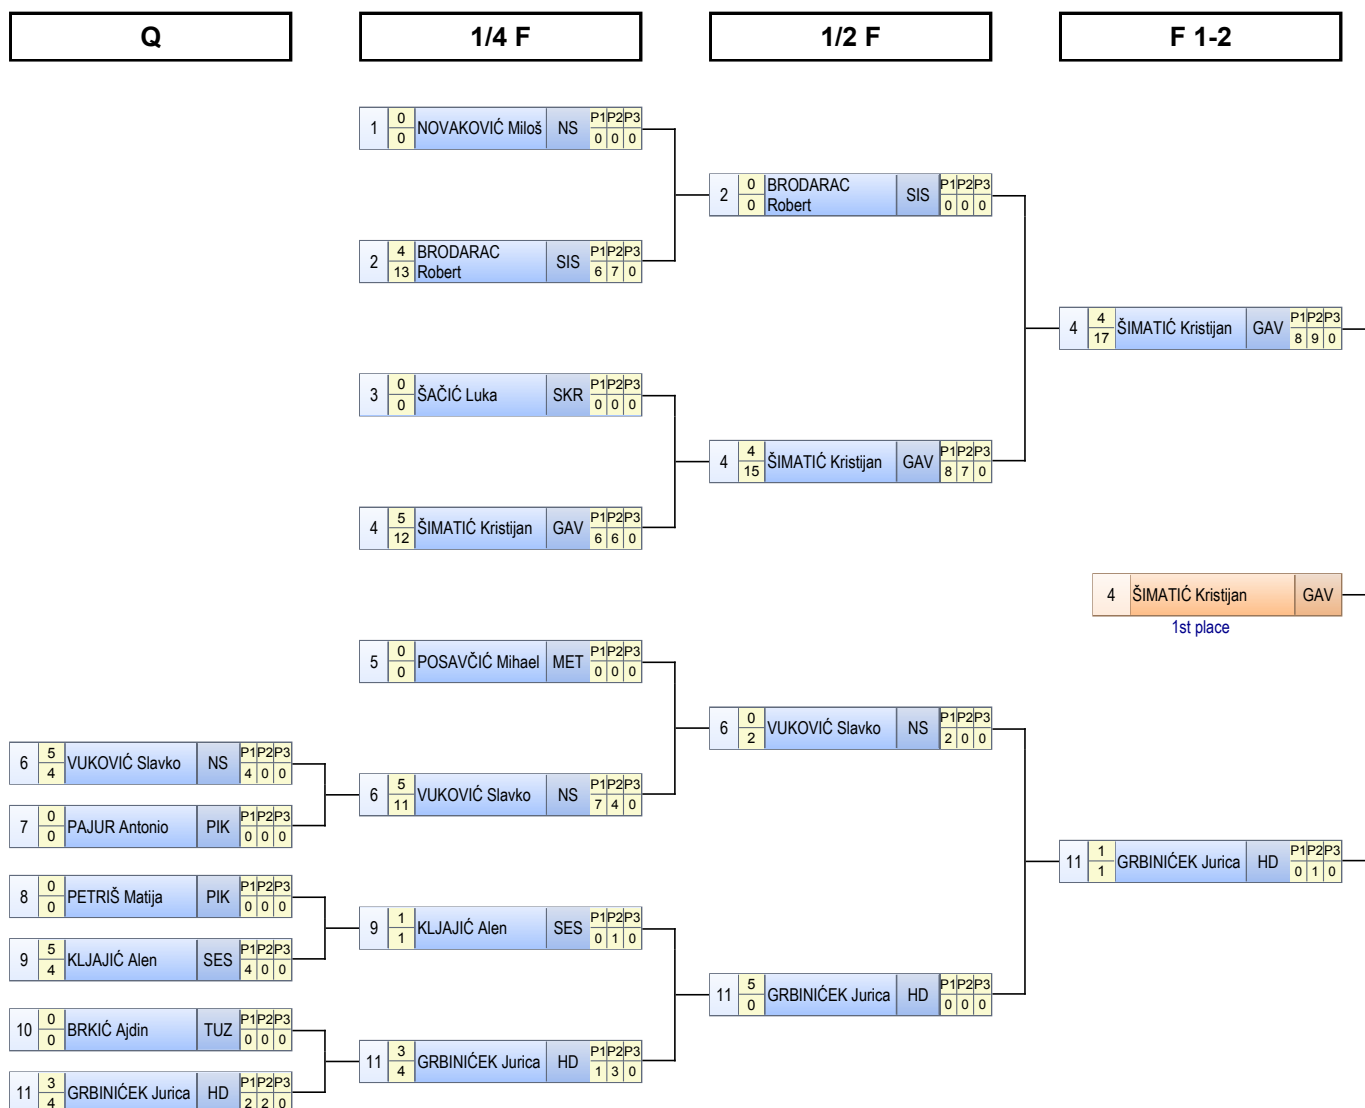 Q 1/4 F 1/2 F F 1-2
1 0 0 NOVAKOVIĆ Miloš NS P1 P2 P3 0 0 0
2 0 0 BRODARAC Robert SIS P1 P2 P3 0 0 0
2 4 13 BRODARAC Robert SIS P1 P2 P3 6 7 0
4 4 17 ŠIMATIĆ Kristijan GAV P1 P2 P3 8 9 0
3 0 0 ŠAČIĆ Luka SKR P1 P2 P3 0 0 0
4 4 15 ŠIMATIĆ Kristijan GAV P1 P2 P3 8 7 0
4 5 12 ŠIMATIĆ Kristijan GAV P1 P2 P3 6 6 0
4 ŠIMATIĆ Kristijan GAV
1st place
5 0 0 POSAVČIĆ Mihael MET P1 P2 P3 0 0 0
6 0 2 VUKOVIĆ Slavko NS P1 P2 P3 2 0 0
6 5 4 VUKOVIĆ Slavko NS P1 P2 P3 4 0 0
6 5 11 VUKOVIĆ Slavko NS P1 P2 P3 7 4 0
7 0 0 PAJUR Antonio PIK P1 P2 P3 0 0 0
11 1 1 GRBINIĆEK Jurica HD P1 P2 P3 0 1 0
8 0 0 PETRIŠ Matija PIK P1 P2 P3 0 0 0
9 1 1 KLJAJIĆ Alen SES P1 P2 P3 0 1 0
9 5 4 KLJAJIĆ Alen SES P1 P2 P3 4 0 0
11 5 0 GRBINIĆEK Jurica HD P1 P2 P3 0 0 0
10 0 0 BRKIĆ Ajdin TUZ P1 P2 P3 0 0 0
11 3 4 GRBINIĆEK Jurica HD P1 P2 P3 1 3 0
11 3 4 GRBINIĆEK Jurica HD P1 P2 P3 2 2 0